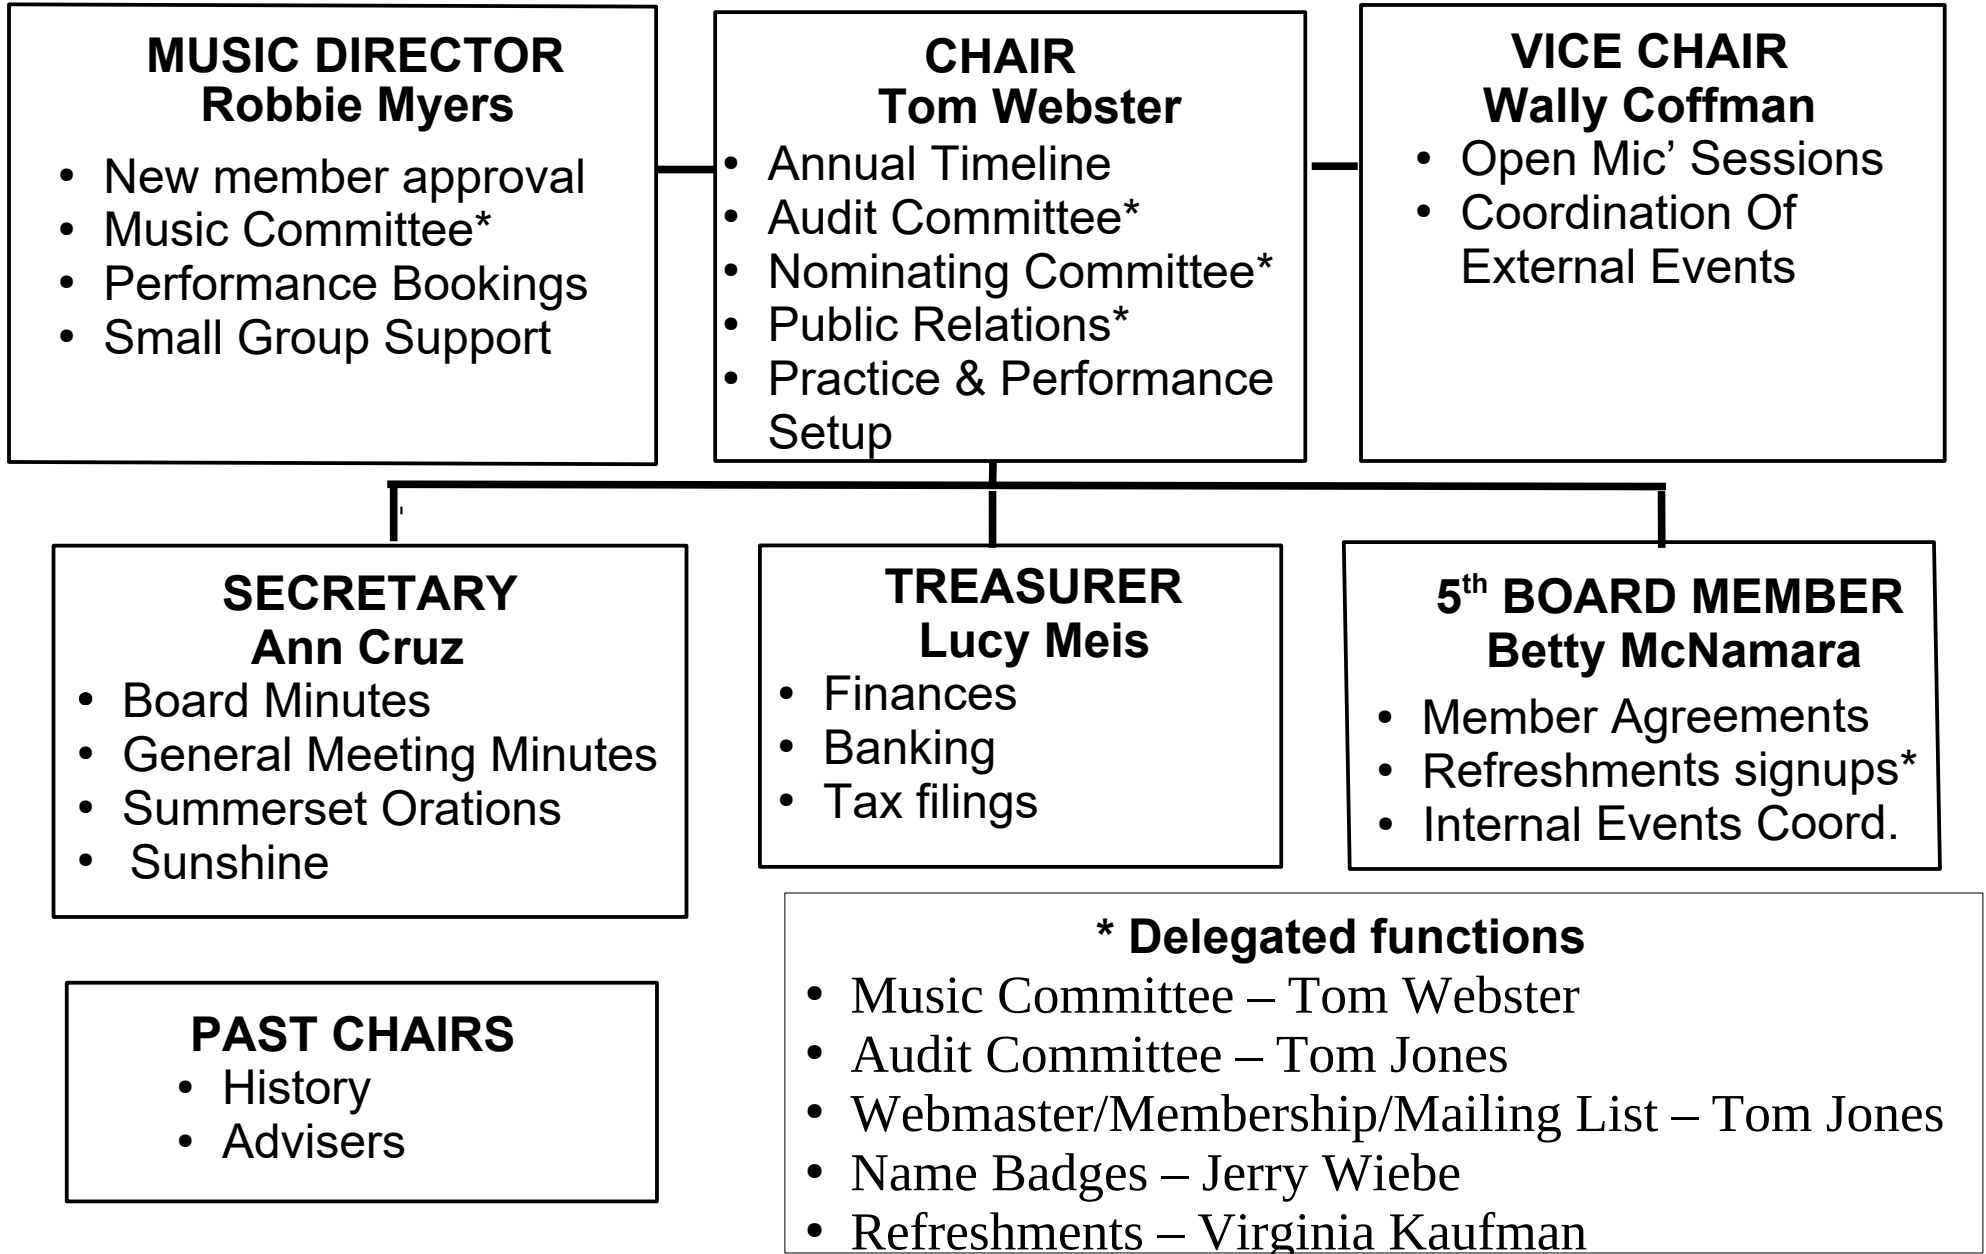 MUSIC DIRECTOR
Robbie Myers
• New member approval
• Music Committee*
• Performance Bookings
• Small Group Support
CHAIR
Tom Webster
• Annual Timeline
• Audit Committee*
• Nominating Committee*
• Public Relations*
• Practice & Performance
Setup
VICE CHAIR
Wally Coffman
• Open Mic’ Sessions
• Coordination Of
External Events
'
SECRETARY
Ann Cruz
• Board Minutes
• General Meeting Minutes
• Summerset Orations
• Sunshine
TREASURER
Lucy Meis
• Finances
• Banking
• Tax filings
5th BOARD MEMBER
Betty McNamara
• Member Agreements
• Refreshments signups*
• Internal Events Coord.
PAST CHAIRS
• History
• Advisers
* Delegated functions
• Music Committee – Tom Webster
• Audit Committee – Tom Jones
• Webmaster/Membership/Mailing List – Tom Jones
• Name Badges – Jerry Wiebe
• Refreshments – Virginia Kaufman